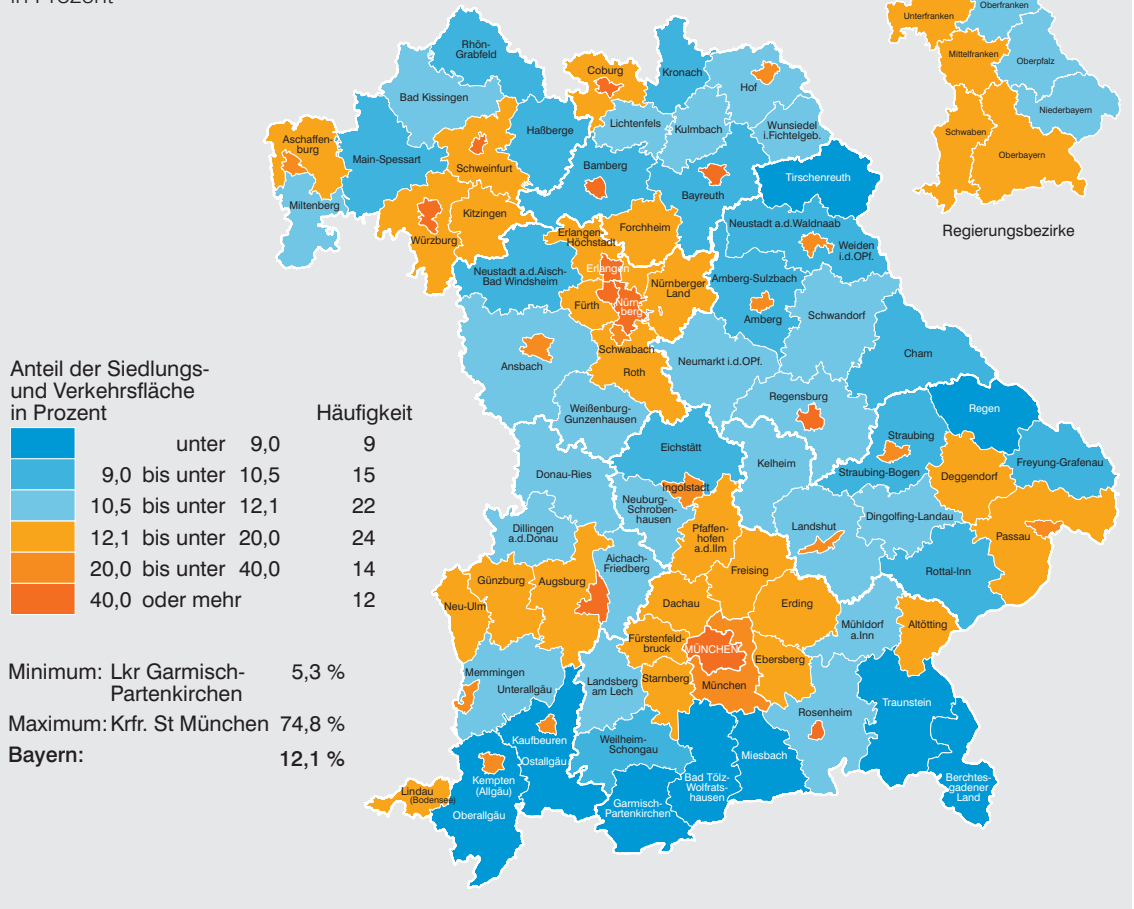 in Prozent
Unterfranken
Oberfranken
Mittelfranken
Oberpfalz
Niederbayern
Schwaben
Oberbayern
Regierungsbezirke
Rhön-
Grabfeld
Bad Kissingen
Coburg
Kronach
Hof
Lichtenfels
Kulmbach
Wunsiedel
i.Fichtelgeb.
Haßberge
Aschaffen-
burg
Main-Spessart
Schweinfurt
Bamberg
Bayreuth
Tirschenreuth
Miltenberg
Würzburg
Kitzingen
Erlangen-
Höchstadt
Forchheim
Neustadt a.d.Waldnaab
Weiden
i.d.OPf.
Neustadt a.d.Aisch-
Bad Windsheim
Erlangen
Fürth
Nürn-
berg
Nürnberger
Land
Amberg-Sulzbach
Amberg
Schwandorf
Ansbach
Schwabach
Roth
Neumarkt i.d.OPf.
Cham
Weißenburg-
Gunzenhausen
Regensburg
Regen
Eichstätt
Straubing
Straubing-Bogen
Donau-Ries
Kelheim
Deggendorf
Freyung-Grafenau
Ingolstadt
Neuburg-
Schroben-
hausen
Dillingen
a.d.Donau
Pfaffen-
hofen
a.d.Ilm
Landshut
Dingolfing-Landau
Passau
Aichach-
Friedberg
Günzburg
Augsburg
Freising
Rottal-Inn
Neu-Ulm
Dachau
Erding
Mühldorf
a.Inn
Altötting
Fürstenfeld-
bruck
MÜNCHEN
Ebersberg
Memmingen
Unterallgäu
Landsberg
am Lech
Starnberg
München
Traunstein
Rosenheim
Kaufbeuren
Ostallgäu
Weilheim-
Schongau
Miesbach
Lindau
(Bodensee)
Kempten
(Allgäu)
Oberallgäu
Garmisch-
Partenkirchen
Bad Tölz-
Wolfrats-
hausen
Berchtes-
gadener
Land
Anteil der Siedlungs-
und Verkehrsfläche
in Prozent Häufigkeit
unter 9,0 9
9,0 bis unter 10,5 15
10,5 bis unter 12,1 22
12,1 bis unter 20,0 24
20,0 bis unter 40,0 14
40,0 oder mehr 12
Minimum: Lkr Garmisch- 5,3 %
Partenkirchen
Maximum: Krfr. St München 74,8 %
Bayern: 12,1 %